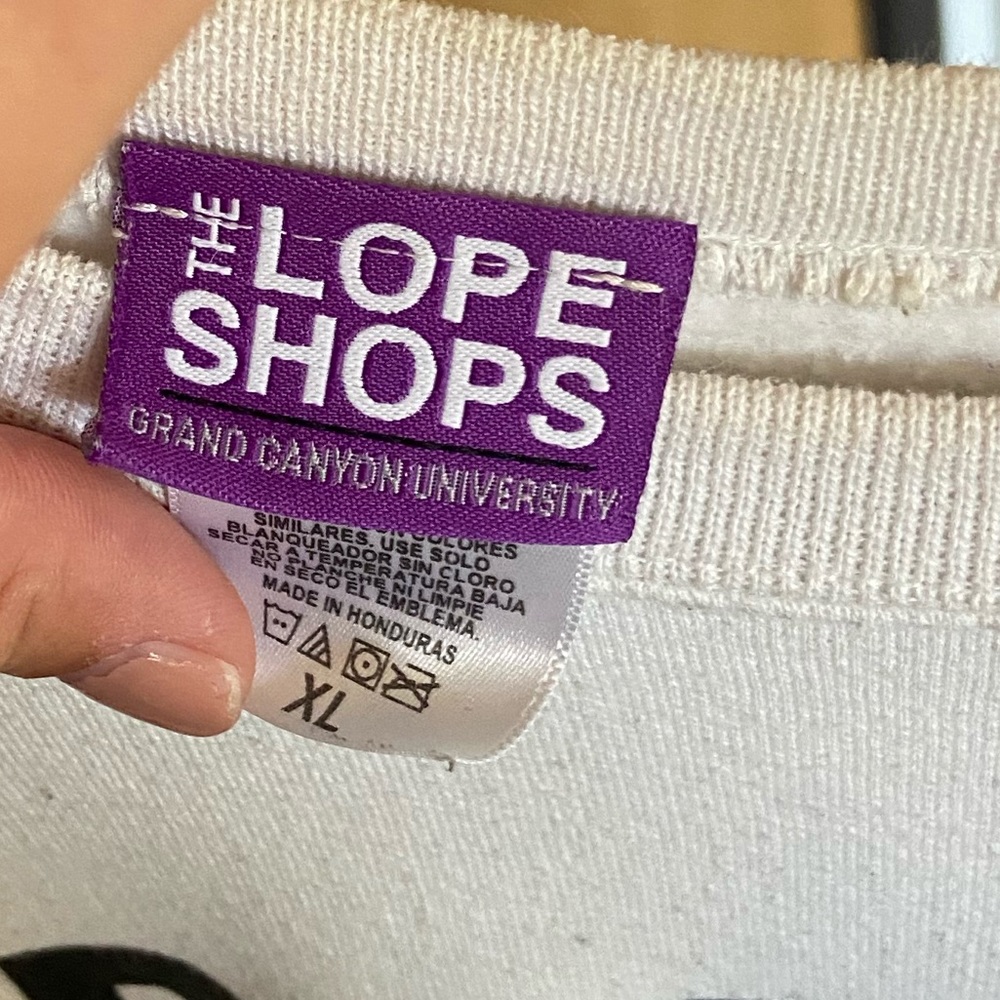 THE LOPE
SHOPS
GRAND CANYON UNIVERSITY
SIMILARES. COLORES
BLANQUEADOR SIN CLORO
USE SOLO
SECAR A TEMPERATURA BAJA
NO PLANCHE NI LIMPIE
EN SECO EL EMBLEMA.
MADE IN HONDURAS
XL